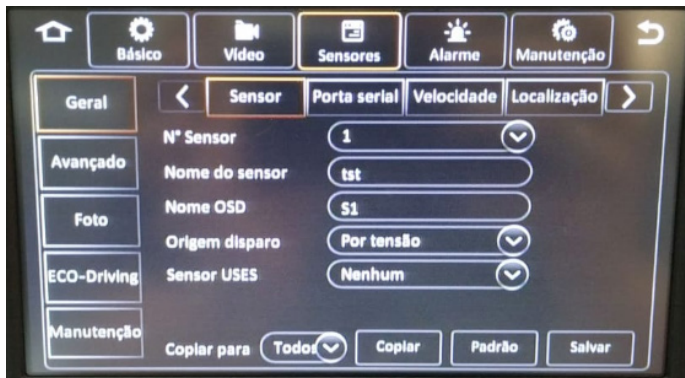 Básico Vídeo Sensores Alarme Manutenção
Geral Sensor Porta serial Velocidade Localização
N° Sensor 1
Avançado
Nome do sensor tst
Nome OSD S1
Foto
Origem disparo Por tensão
ECO-Driving Sensor USES Nenhum
Manutenção
Copiar para Todos Copiar Padrão Salvar